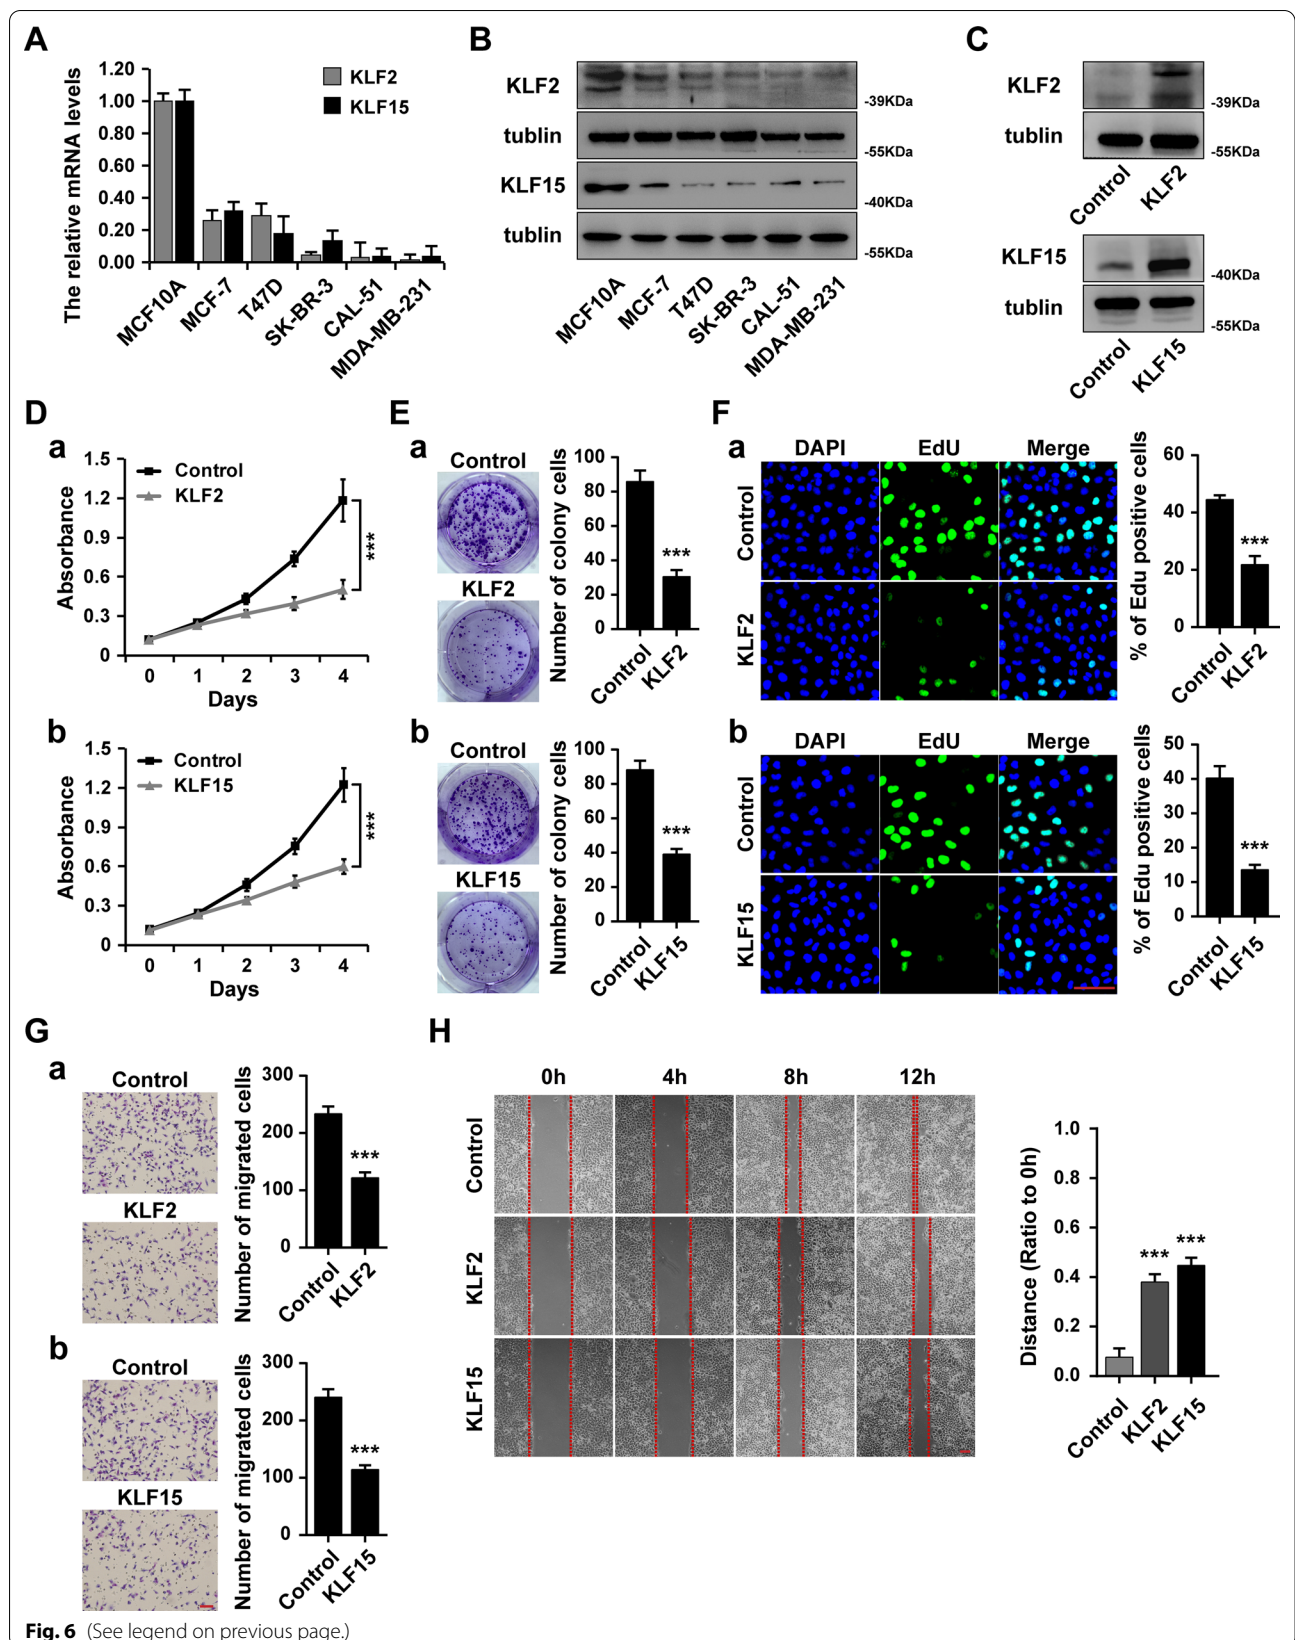 A
The relative mRNA levels
1.20
1.00
0.80
0.60
0.40
0.20
0.00
KLF2
KLF15
MCF10A
MCF-7
T47D
SK-BR-3
CAL-51
MDA-MB-231
B
KLF2
-39KDa
tublin
-55KDa
KLF15
-40KDa
tublin
-55KDa
MCF10A
MCF-7
T47D
SK-BR-3
CAL-51
MDA-MB-231
C
KLF2
-39KDa
tublin
-55KDa
Control
KLF2
KLF15
-40KDa
tublin
-55KDa
Control
KLF15
D
a
Absorbance
1.5
1.2
0.9
0.6
0.3
0
Control
KLF2
***
0 1 2 3 4
Days
b
Absorbance
1.5
1.2
0.9
0.6
0.3
0
Control
KLF15
***
0 1 2 3 4
Days
E
a
Control
KLF2
Number of colony cells
100
80
60
40
20
0
***
Control
KLF2
b
Control
KLF15
Number of colony cells
100
80
60
40
20
0
***
Control
KLF15
F
a
DAPI EdU Merge
Control
KLF2
% of Edu positive cells
60
40
20
0
***
Control
KLF2
b
DAPI EdU Merge
Control
KLF15
% of Edu positive cells
50
40
30
20
10
0
***
Control
KLF15
G
a
Control
KLF2
Number of migrated cells
300
200
100
0
***
Control
KLF2
b
Control
KLF15
Number of migrated cells
300
200
100
0
***
Control
KLF15
H
0h 4h 8h 12h
Control
KLF2
KLF15
Distance (Ratio to 0h)
1.0
0.8
0.6
0.4
0.2
0.0
***
***
Control
KLF2
KLF15
Fig. 6 (See legend on previous page.)